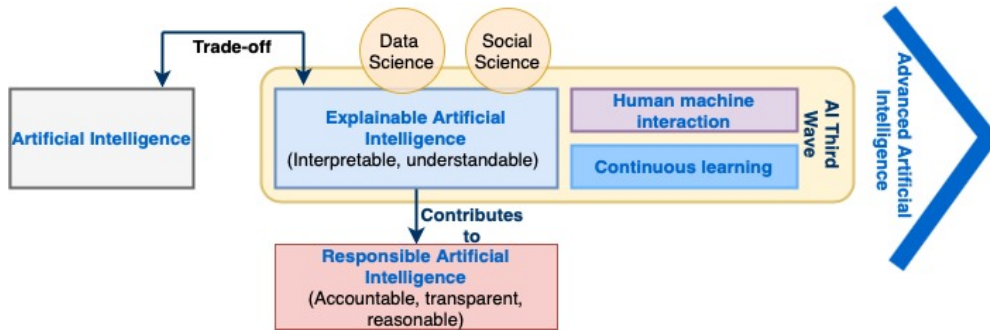 Trade-off
Data
Science
Social
Science
Artificial Intelligence
Explainable Artificial
Intelligence
(Interpretable, understandable)
Human machine
interaction
Continuous learning
AI Third
Wave
Advanced Artificial
Intelligence
Contributes
to
Responsible Artificial
Intelligence
(Accountable, transparent,
reasonable)